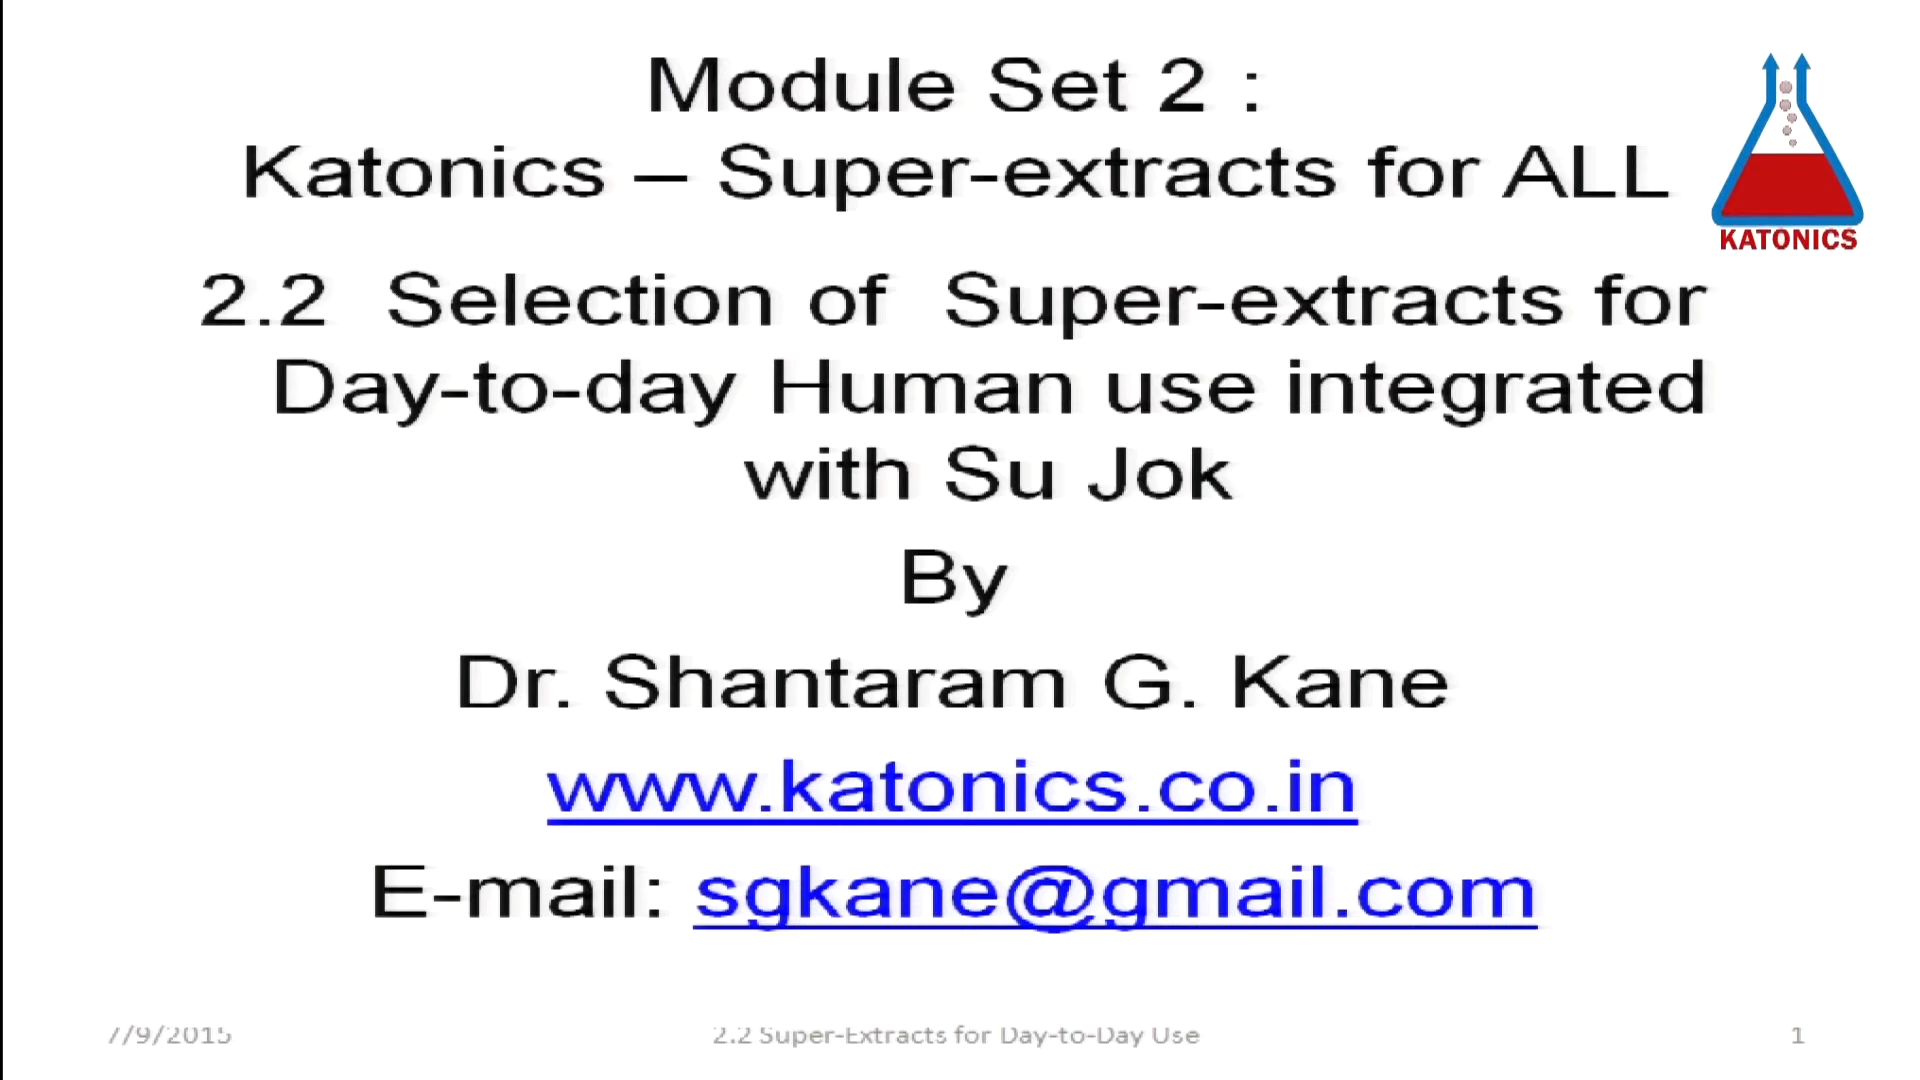 Module Set 2 :
Katonics – Super-extracts for ALL
KATONICS
2.2 Selection of Super-extracts for
Day-to-day Human use integrated
with Su Jok
By
Dr. Shantaram G. Kane
www.katonics.co.in
E-mail: sgkane@gmail.com
7/9/2015
2.2 Super-Extracts for Day-to-Day Use
1